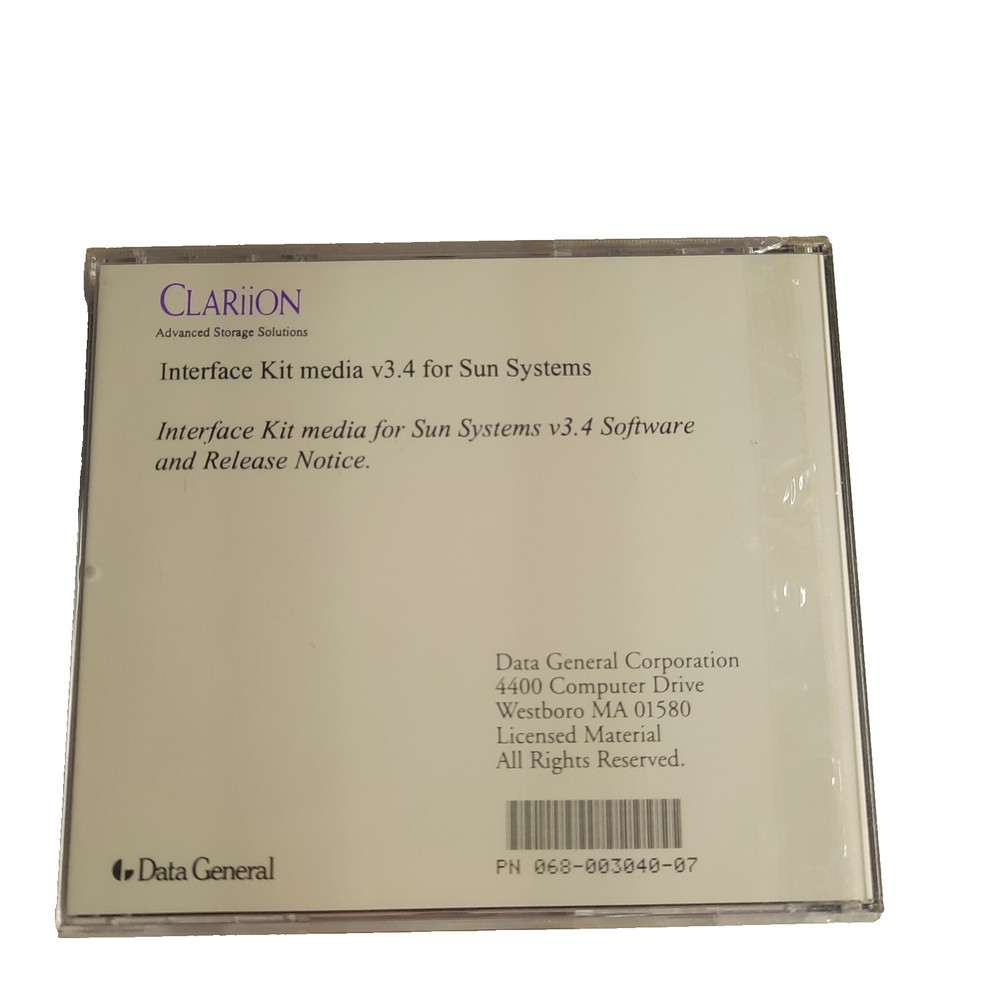 CLARiiON
Advanced Storage Solutions
Interface Kit media v3.4 for Sun Systems
Interface Kit media for Sun Systems v3.4 Software
and Release Notice.
Data General Corporation
4400 Computer Drive
Westboro MA 01580
Licensed Material
All Rights Reserved.
PN 068-003040-07
Data General